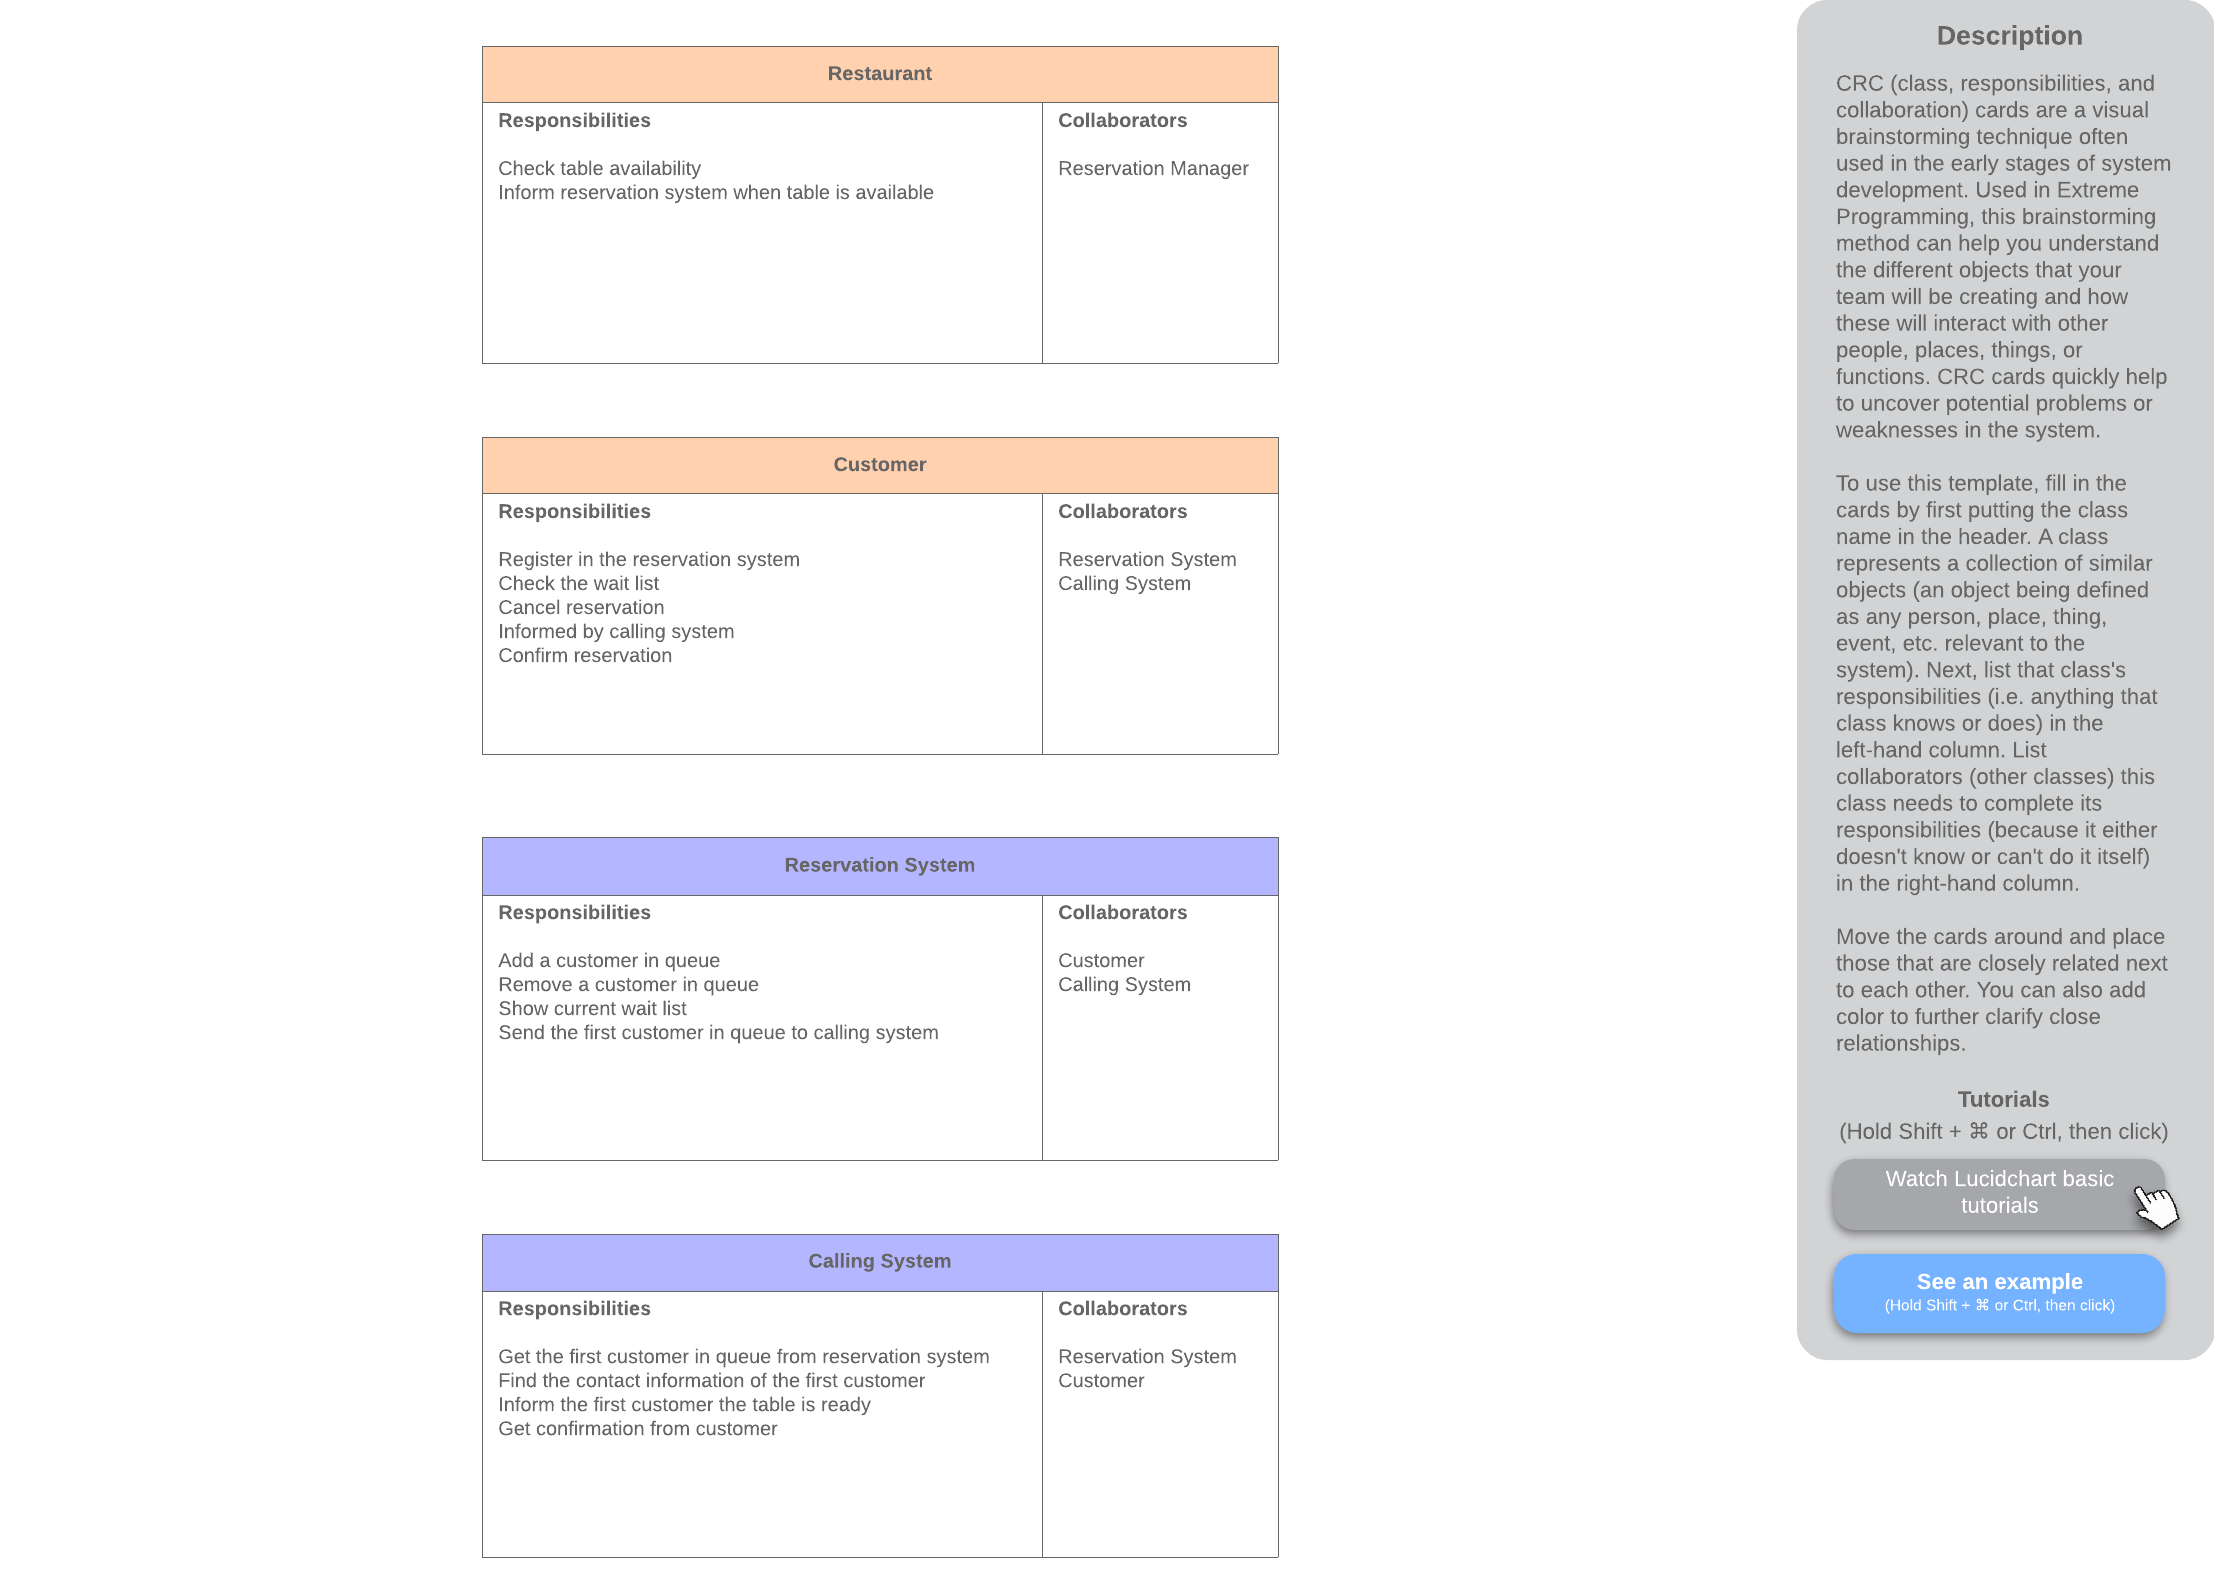 Restaurant
Responsibilities
Check table availability
Inform reservation system when table is available
Collaborators
Reservation Manager
Customer
Responsibilities
Register in the reservation system
Check the wait list
Cancel reservation
Informed by calling system
Confirm reservation
Collaborators
Reservation System
Calling System
Reservation System
Responsibilities
Add a customer in queue
Remove a customer in queue
Show current wait list
Send the first customer in queue to calling system
Collaborators
Customer
Calling System
Calling System
Responsibilities
Get the first customer in queue from reservation system
Find the contact information of the first customer
Inform the first customer the table is ready
Get confirmation from customer
Collaborators
Reservation System
Customer
Description
CRC (class, responsibilities, and
collaboration) cards are a visual
brainstorming technique often
used in the early stages of system
development. Used in Extreme
Programming, this brainstorming
method can help you understand
the different objects that your
team will be creating and how
these will interact with other
people, places, things, or
functions. CRC cards quickly help
to uncover potential problems or
weaknesses in the system.
To use this template, fill in the
cards by first putting the class
name in the header. A class
represents a collection of similar
objects (an object being defined
as any person, place, thing,
event, etc. relevant to the
system). Next, list that class's
responsibilities (i.e. anything that
class knows or does) in the
left-hand column. List
collaborators (other classes) this
class needs to complete its
responsibilities (because it either
doesn't know or can't do it itself)
in the right-hand column.
Move the cards around and place
those that are closely related next
to each other. You can also add
color to further clarify close
relationships.
Tutorials
(Hold Shift + ⌘ or Ctrl, then click)
Watch Lucidchart basic
tutorials
See an example
(Hold Shift + ⌘ or Ctrl, then click)